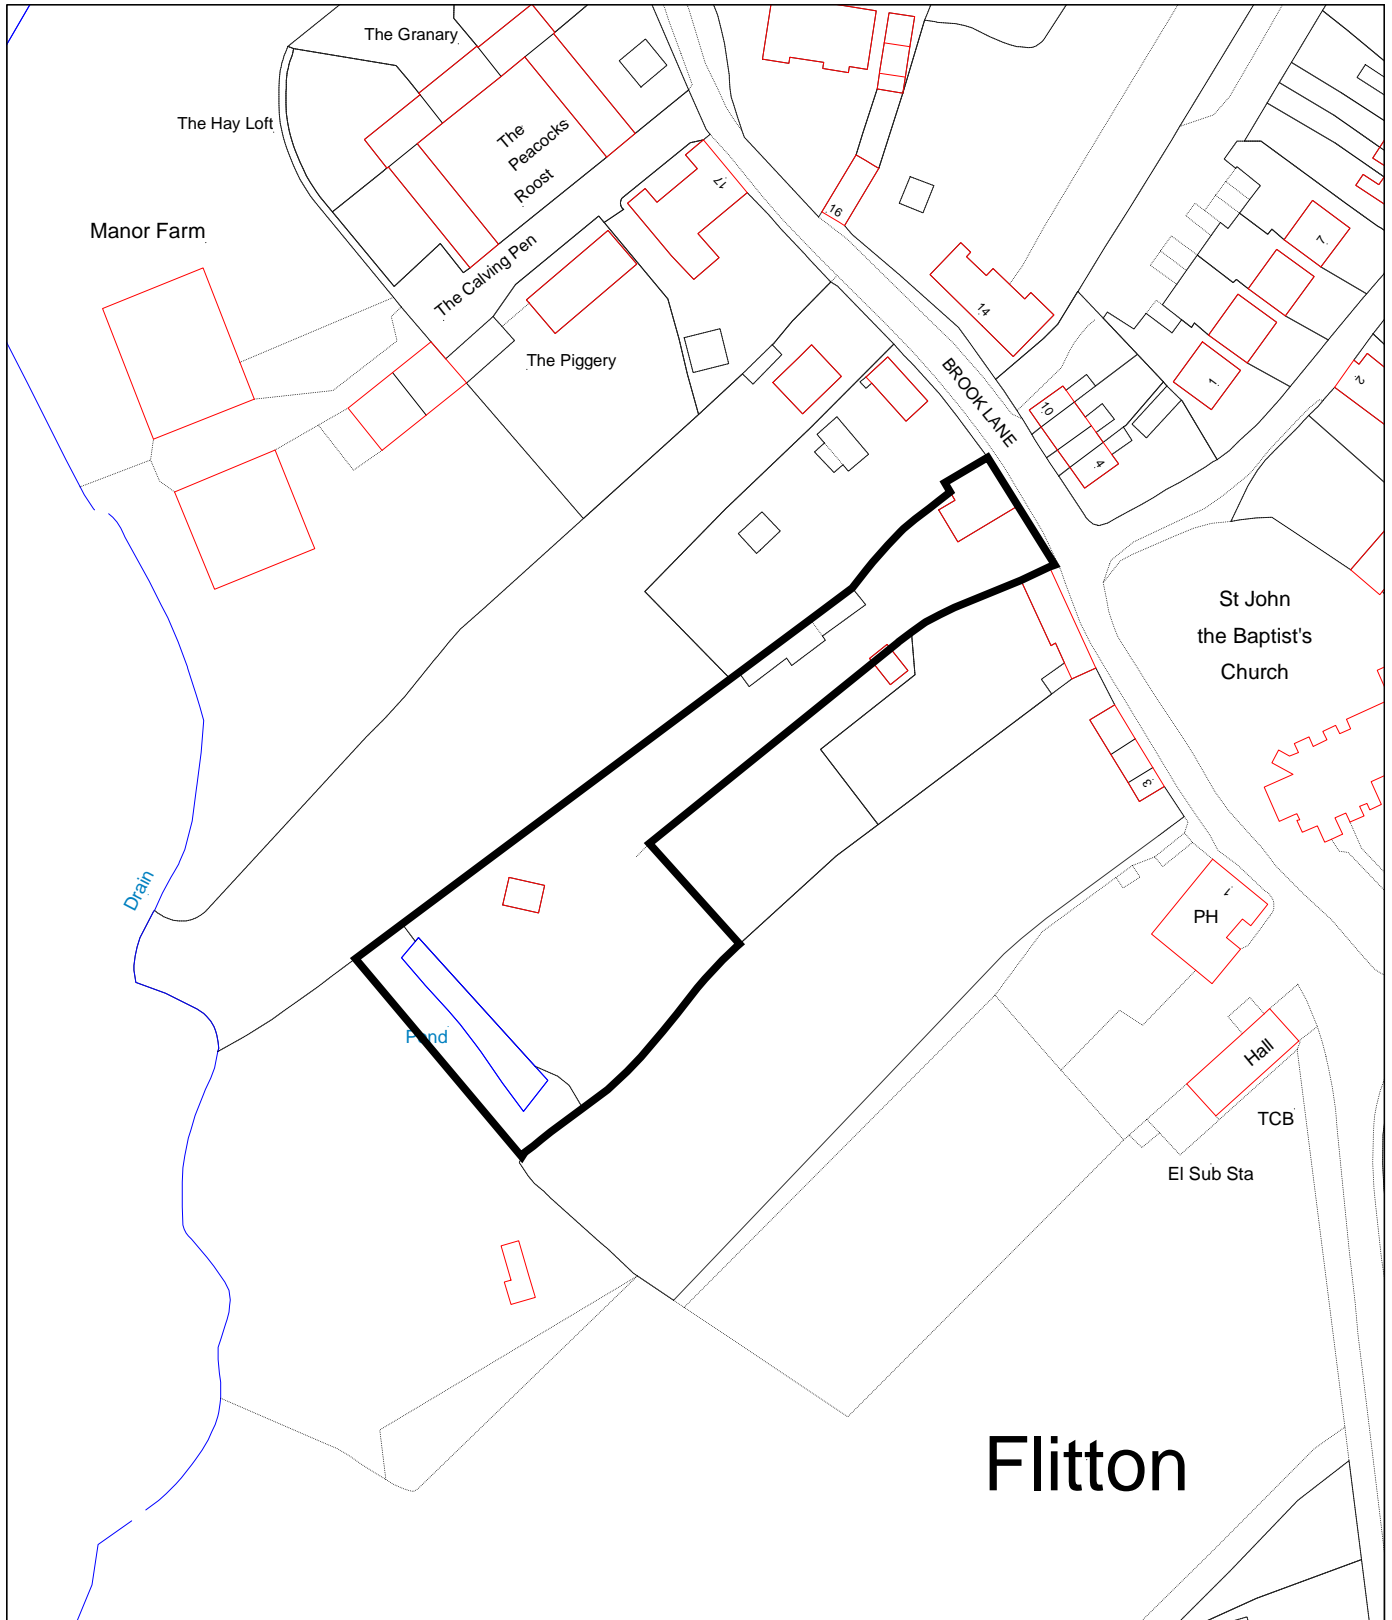 The Granary
The Hay Loft
The
Peacocks
Roost
17
16
Manor Farm
The Calving Pen
7
14
The Piggery
BROOK LANE
1
2
10
4
St John
the Baptist's
Church
3
Drain
1
PH
Pond
Hall
TCB
El Sub Sta
Flitton